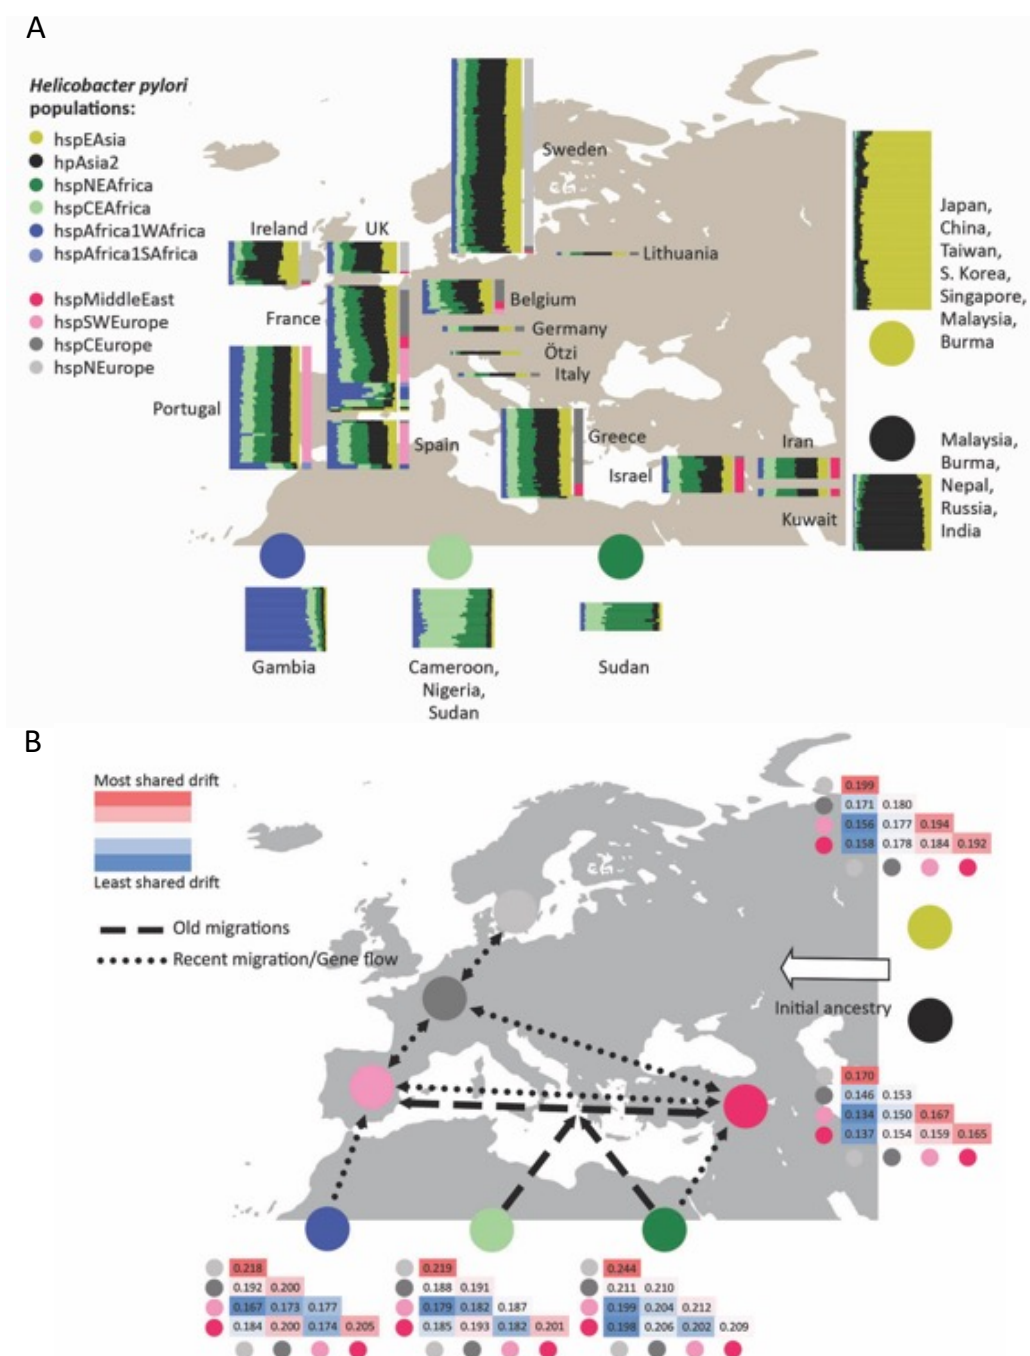 A
Helicobacter pylori
populations:
hspEAsia
hpAsia2
hspNEAfrica
hspCEAfrica
hspAfrica1WAfrica
hspAfrica1SAfrica
hspMiddleEast
hspSWEurope
hspCEurope
hspNEurope
Sweden
Ireland
UK
Lithuania
Belgium
France
Germany
Ötzi
Italy
Portugal
Spain
Greece
Israel
Iran
Kuwait
Japan,
China,
Taiwan,
S. Korea,
Singapore,
Malaysia,
Burma
Malaysia,
Burma,
Nepal,
Russia,
India
Gambia
Cameroon,
Nigeria,
Sudan
Sudan
B
Most shared drift
Least shared drift
Old migrations
Recent migration/Gene flow
Initial ancestry
0.199
0.171 0.180
0.156 0.177 0.194
0.158 0.178 0.184 0.192
0.170
0.146 0.153
0.134 0.150 0.167
0.137 0.154 0.159 0.165
0.218
0.192 0.200
0.167 0.173 0.177
0.184 0.200 0.174 0.205
0.219
0.188 0.191
0.179 0.182 0.187
0.185 0.193 0.182 0.201
0.244
0.211 0.210
0.199 0.204 0.212
0.198 0.206 0.202 0.209